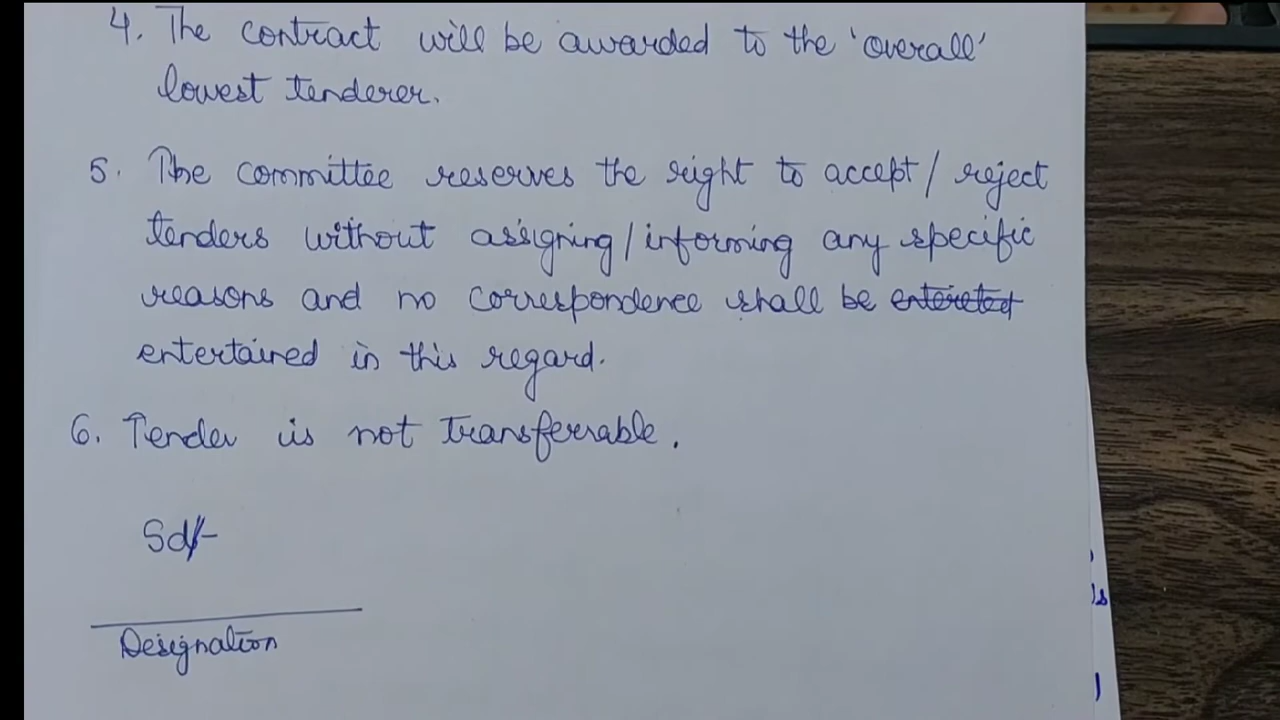 4. The contract will be awarded to the 'overall'
lowest tenderer.
5. The committee reserves the right to accept / reject
tenders without assigning / informing any specific
reasons and no correspondence shall be
entertained in this regard.
6. Tender is not transferrable.
Sd/-
Designation